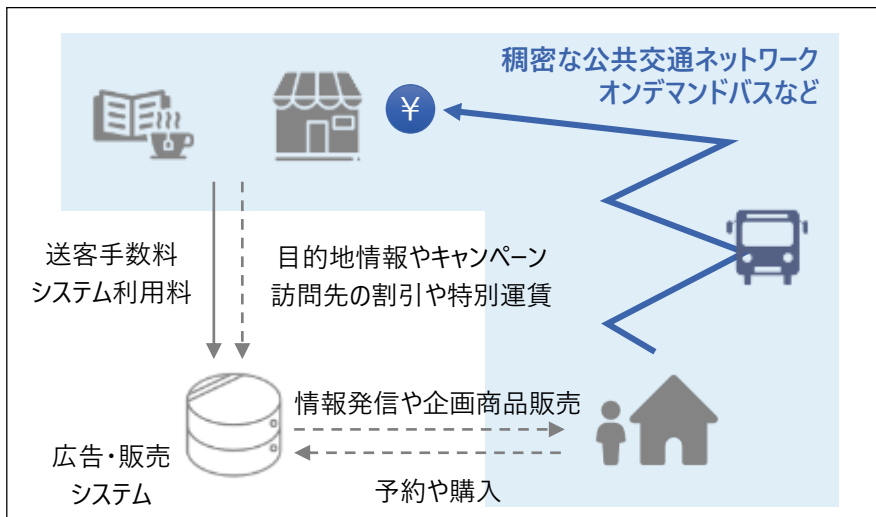 稠密な公共交通ネットワーク
オンデマンドバスなど
¥
送客手数料
システム利用料
目的地情報やキャンペーン
訪問先の割引や特別運賃
情報発信や企画商品販売
広告・販売
システム
予約や購入